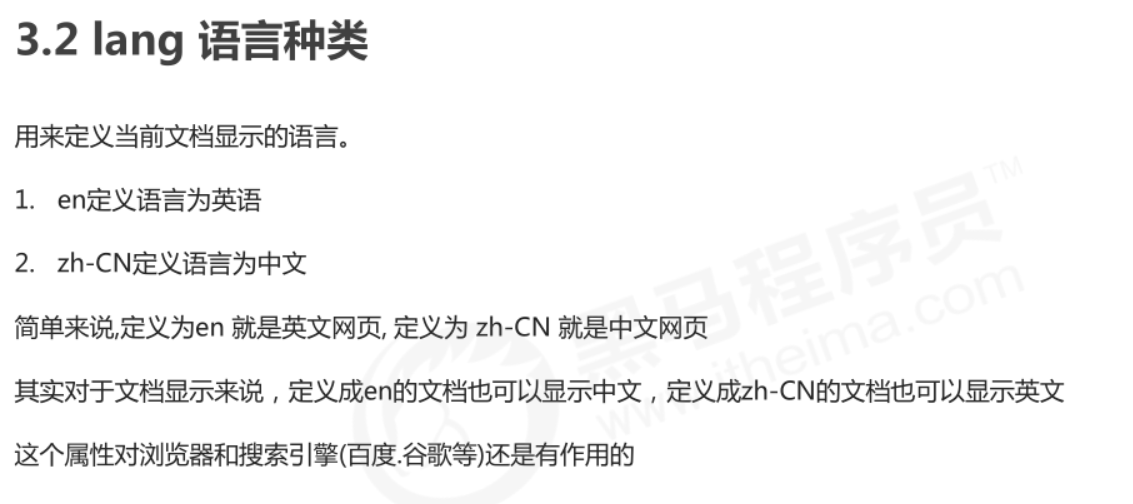 3.2 lang 语言种类
用来定义当前文档显示的语言。
1. en定义语言为英语
2. zh-CN定义语言为中文
简单来说,定义为en 就是英文网页, 定义为 zh-CN 就是中文网页
其实对于文档显示来说，定义成en的文档也可以显示中文，定义成zh-CN的文档也可以显示英文
这个属性对浏览器和搜索引擎(百度.谷歌等)还是有作用的
黑马程序员™
www.itheima.com